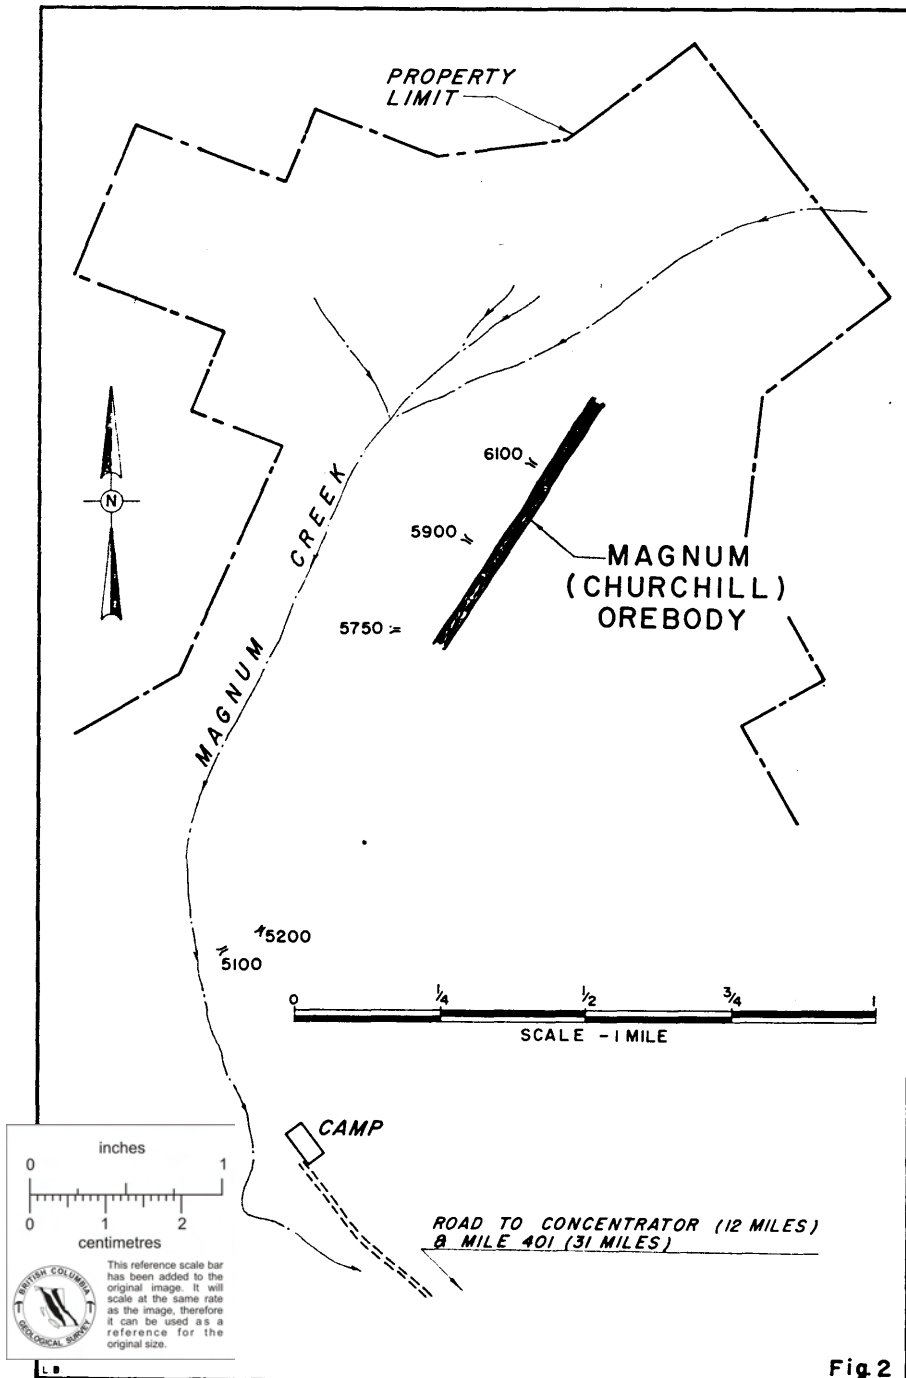 PROPERTY
LIMIT
6100
5900
5750
N
MAGNUM CREEK
MAGNUM
(CHURCHILL)
OREBODY
5200
5100
0 1/4 1/2 3/4 1
SCALE - 1 MILE
CAMP
ROAD TO CONCENTRATOR (12 MILES)
& MILE 401 (31 MILES)
inches
0 1
0 1 2
centimetres
This reference scale bar
has been added to the
original image. It will
scale at the same rate
as the image, therefore
it can be used as a
reference for the
original size.
BRITISH COLUMBIA
GEOLOGICAL SURVEY
L B
Fig 2